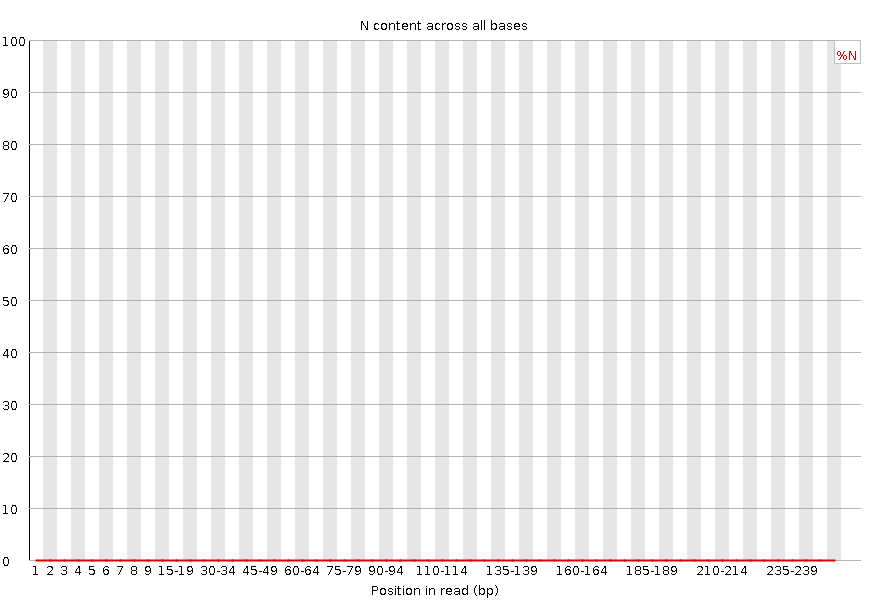 N content across all bases
%N
100
90
80
70
60
50
40
30
20
10
0
1 2 3 4 5 6 7 8 9 15-19 30-34 45-49 60-64 75-79 90-94 110-114 135-139 160-164 185-189 210-214 235-239
Position in read (bp)